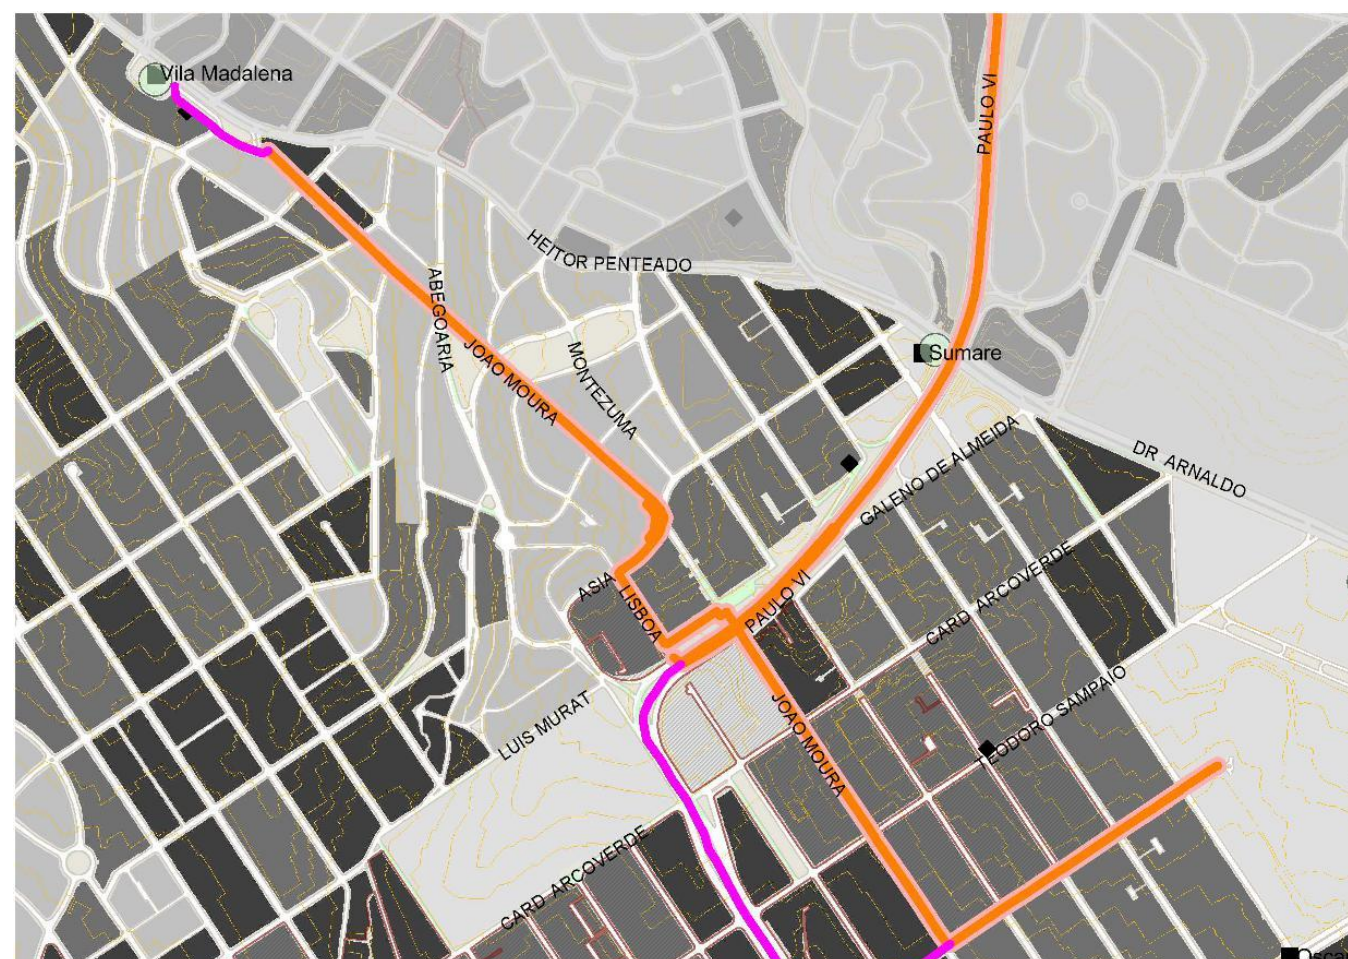 Vila Madalena
PAULO VI
HEITOR PENTEADO
ABEGOARIA
JOAO MOURA
MONTEZUMA
Sumare
GALENO DE ALMEIDA
DR ARNALDO
ASIA
LISBOA
PAULO VI
CARD ARCOVERDE
LUIS MURAT
JOAO MOURA
TEODORO SAMPAIO
CARD ARCOVERDE
Oscar